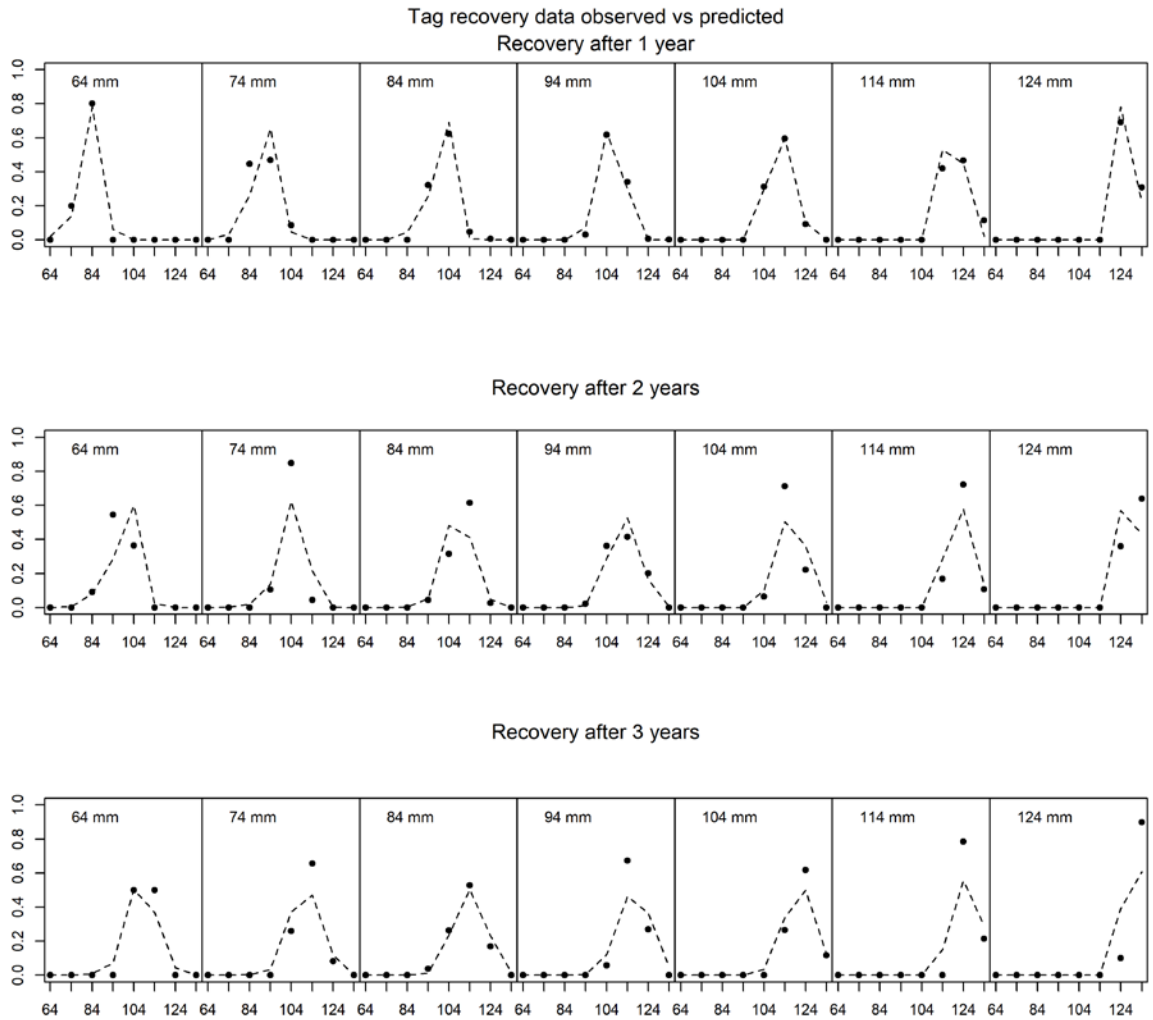 Tag recovery data observed vs predicted
Recovery after 1 year
1.0
0.8
0.6
0.4
0.2
0.0
64 mm 74 mm 84 mm 94 mm 104 mm 114 mm 124 mm
64 84 104 124 64 84 104 124 64 84 104 124 64 84 104 124 64 84 104 124 64 84 104 124 64 84 104 124
Recovery after 2 years
1.0
0.8
0.6
0.4
0.2
0.0
64 mm 74 mm 84 mm 94 mm 104 mm 114 mm 124 mm
64 84 104 124 64 84 104 124 64 84 104 124 64 84 104 124 64 84 104 124 64 84 104 124 64 84 104 124
Recovery after 3 years
1.0
0.8
0.6
0.4
0.2
0.0
64 mm 74 mm 84 mm 94 mm 104 mm 114 mm 124 mm
64 84 104 124 64 84 104 124 64 84 104 124 64 84 104 124 64 84 104 124 64 84 104 124 64 84 104 124